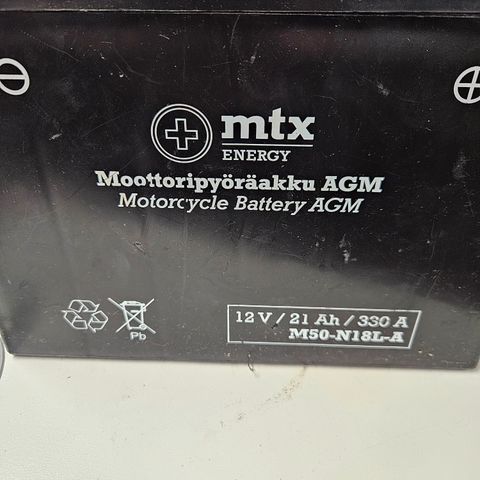 mtx
ENERGY
Moottoripyöräakku AGM
Motorcycle Battery AGM
Pb
12 V / 21 Ah / 330 A
M50-N18L-A